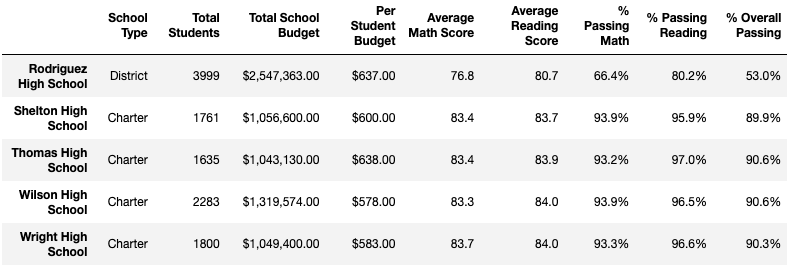 School Type Total Students Total School Budget Per Student Budget Average Math Score Average Reading Score % Passing Math % Passing Reading % Overall Passing
Rodriguez High School District 3999 $2,547,363.00 $637.00 76.8 80.7 66.4% 80.2% 53.0%
Shelton High School Charter 1761 $1,056,600.00 $600.00 83.4 83.7 93.9% 95.9% 89.9%
Thomas High School Charter 1635 $1,043,130.00 $638.00 83.4 83.9 93.2% 97.0% 90.6%
Wilson High School Charter 2283 $1,319,574.00 $578.00 83.3 84.0 93.9% 96.5% 90.6%
Wright High School Charter 1800 $1,049,400.00 $583.00 83.7 84.0 93.3% 96.6% 90.3%